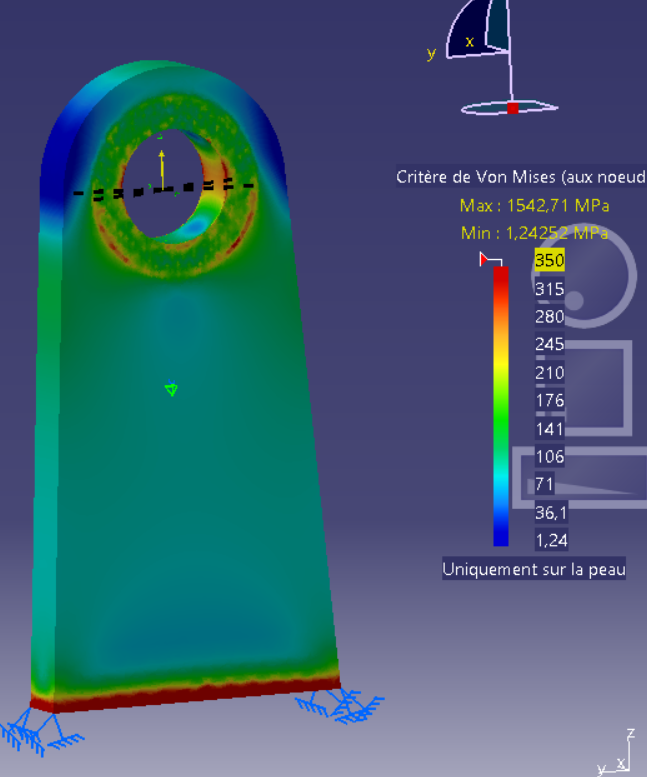 x
y
Critère de Von Mises (aux noeud
Max : 1542,71 MPa
Min : 1,24252 MPa
350
315
280
245
210
176
141
106
71
36,1
1,24
Uniquement sur la peau
z
y x